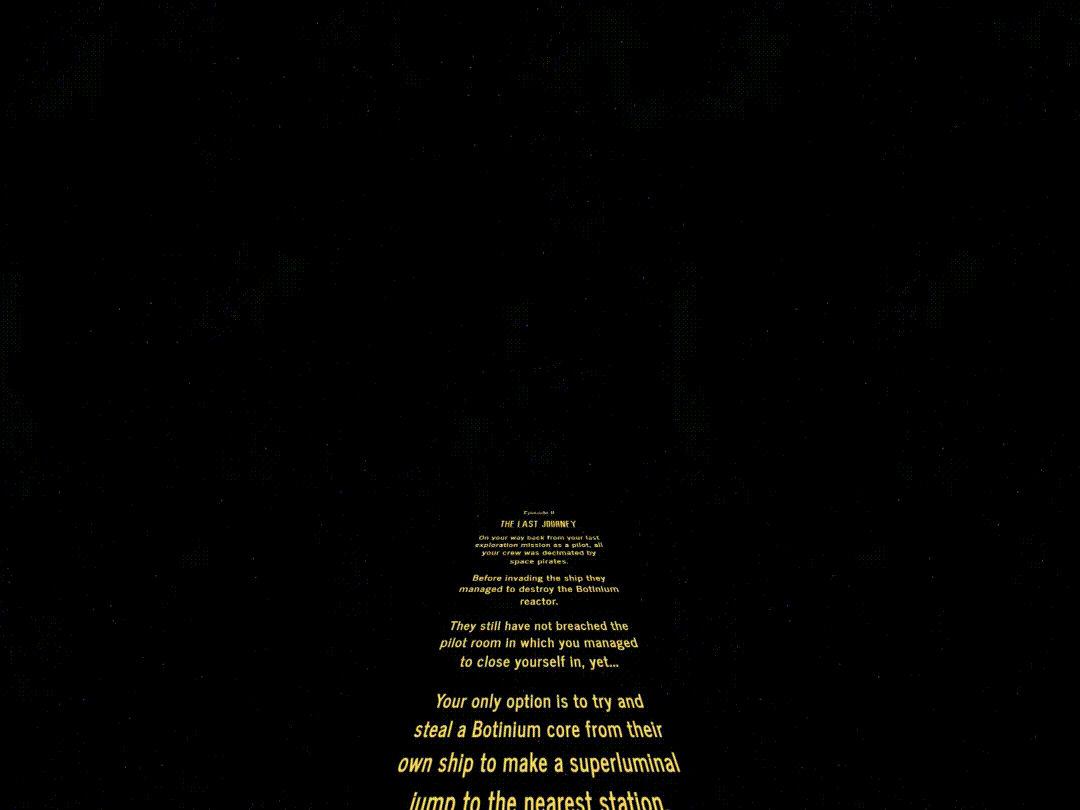 Episode II
THE LAST JOURNEY
On your way back from your last
exploration mission as a pilot, all
your crew was decimated by
space pirates.
Before invading the ship they
managed to destroy the Botinium
reactor.
They still have not breached the
pilot room in which you managed
to close yourself in, yet...
Your only option is to try and
steal a Botinium core from their
own ship to make a superluminal
jump to the nearest station